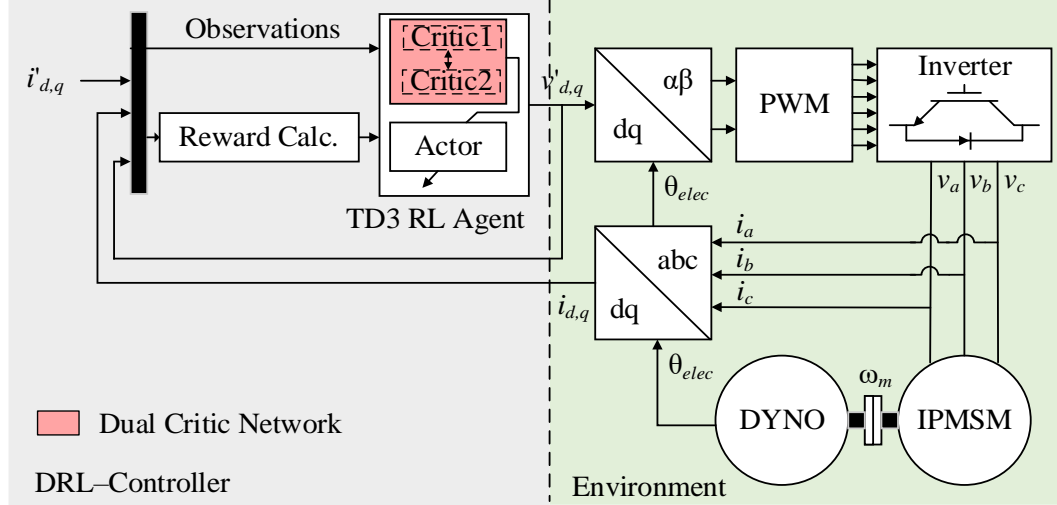 Observations
i'd,q
Reward Calc.
Critic1
Critic2
Actor
TD3 RL Agent
v'd,q
αβ
dq
PWM
Inverter
va vb vc
θelec
abc
dq
ia
ib
ic
id,q
θelec
ωm
DYNO
IPMSM
Dual Critic Network
DRL–Controller
Environment